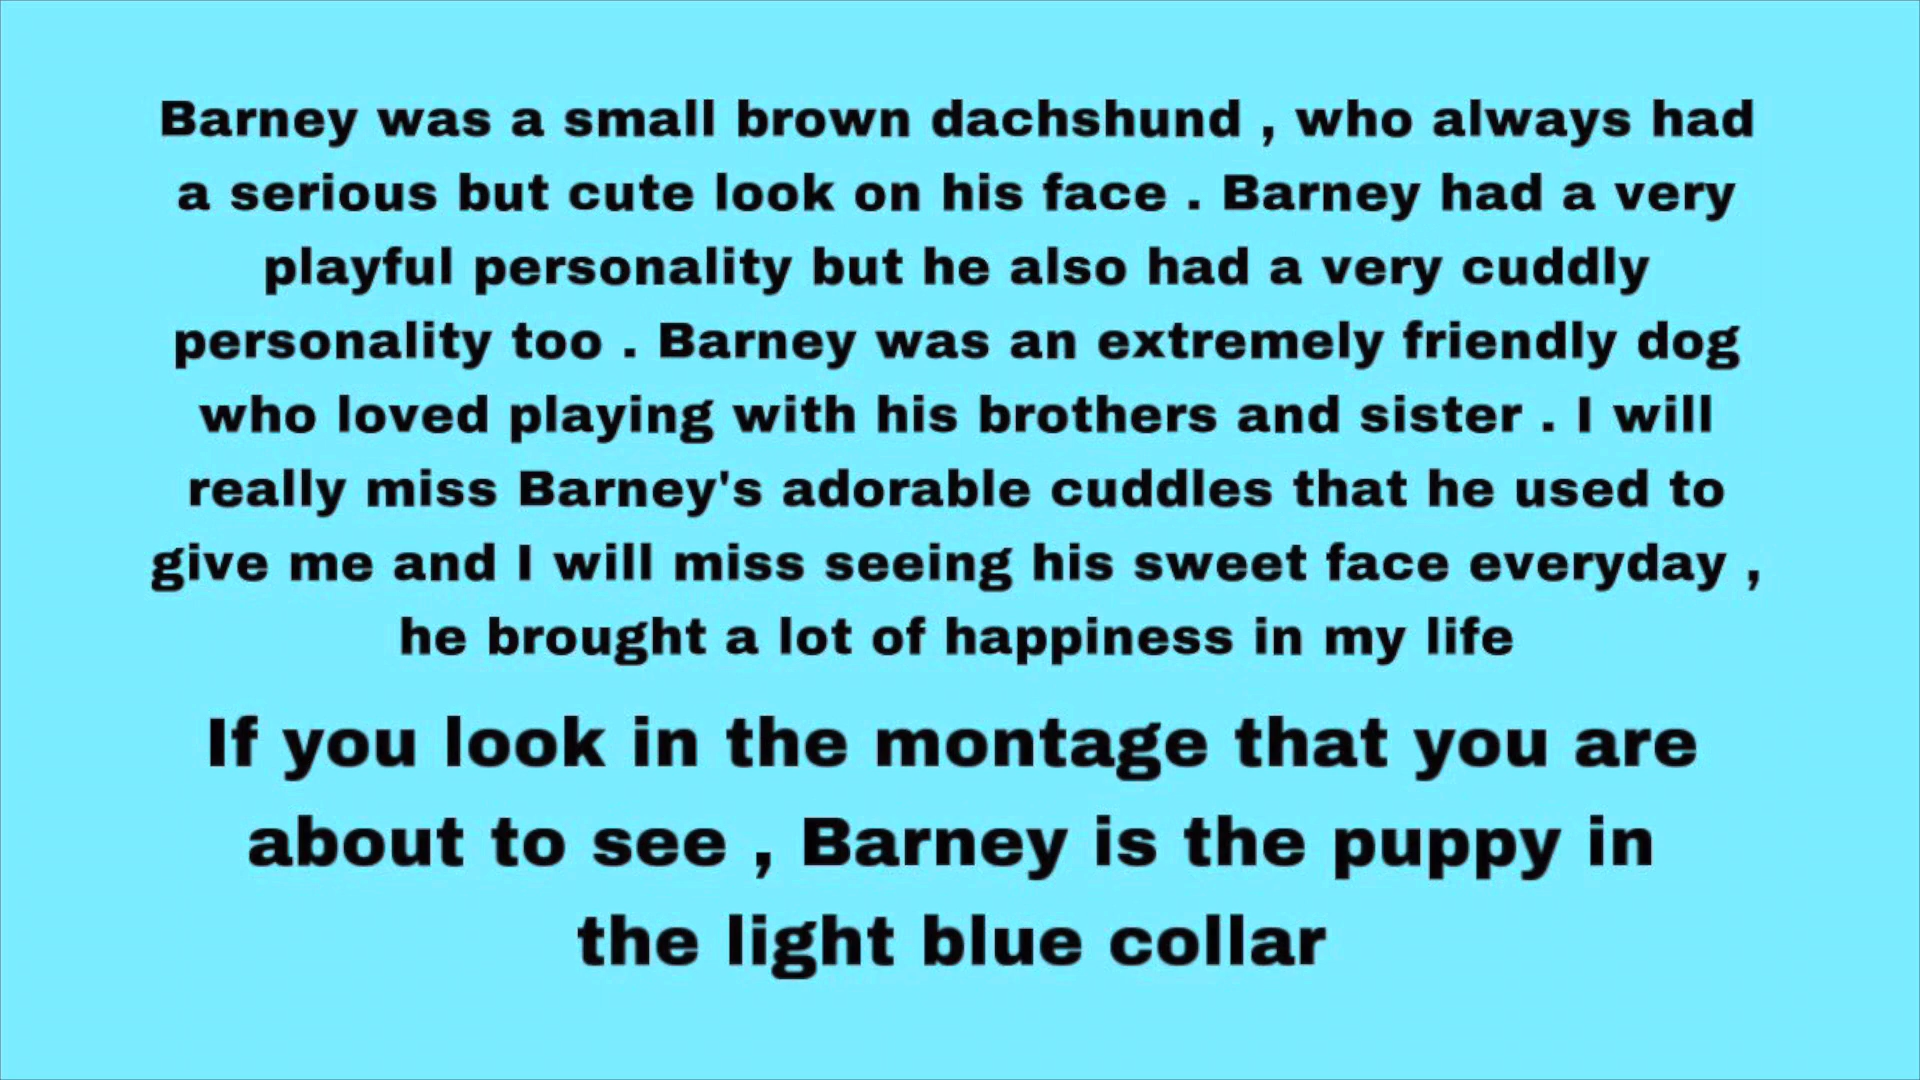 Barney was a small brown dachshund , who always had
a serious but cute look on his face . Barney had a very
playful personality but he also had a very cuddly
personality too . Barney was an extremely friendly dog
who loved playing with his brothers and sister . I will
really miss Barney's adorable cuddles that he used to
give me and I will miss seeing his sweet face everyday ,
he brought a lot of happiness in my life
If you look in the montage that you are
about to see , Barney is the puppy in
the light blue collar